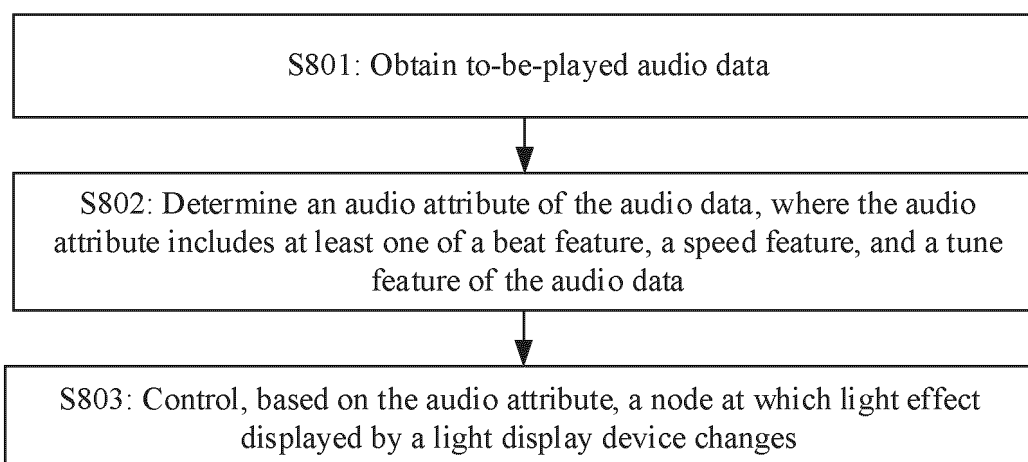 S801: Obtain to-be-played audio data
S802: Determine an audio attribute of the audio data, where the audio
attribute includes at least one of a beat feature, a speed feature, and a tune
feature of the audio data
S803: Control, based on the audio attribute, a node at which light effect
displayed by a light display device changes